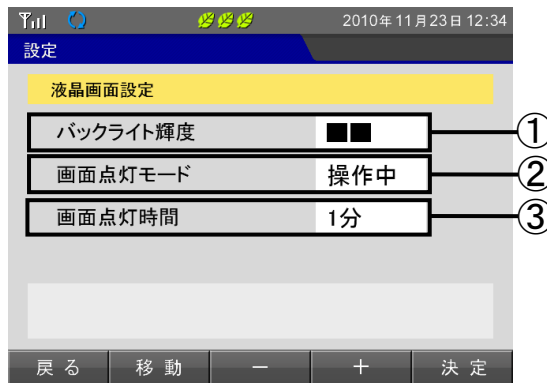 2010年11月23日 12:34
設定
液晶画面設定
バックライト輝度 ■■ ①
画面点灯モード 操作中 ②
画面点灯時間 1分 ③
戻る 移動 － ＋ 決定